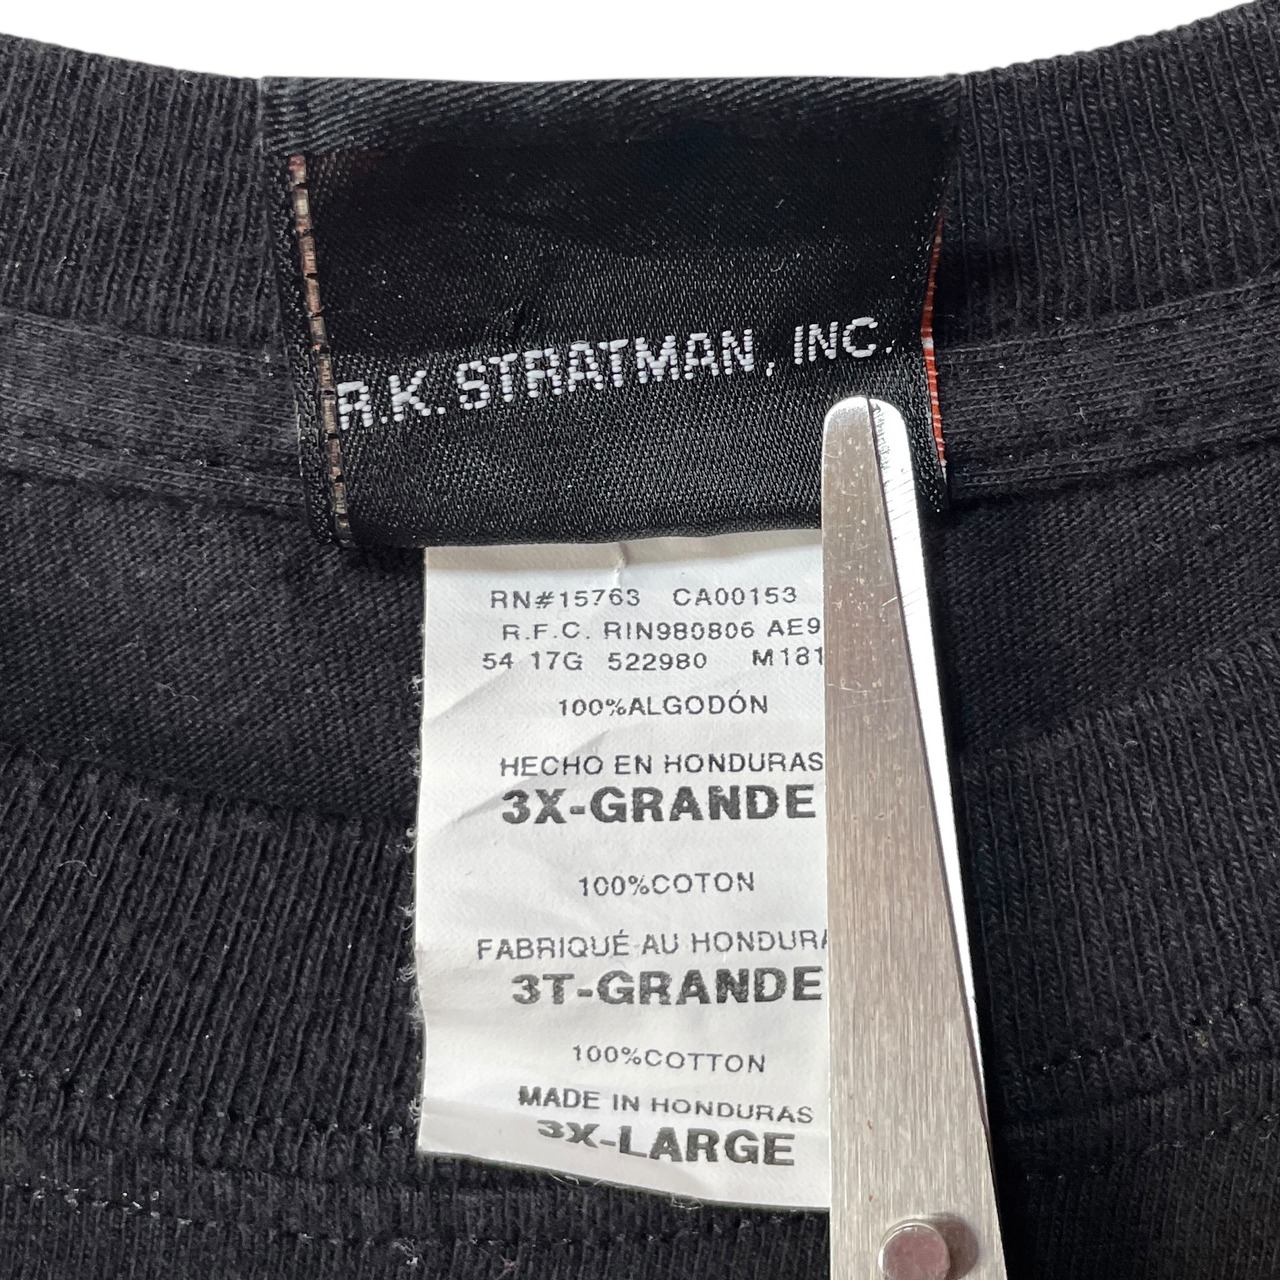 R.K. STRATMAN, INC.
RN#15763 CA00153
R.F.C. RIN980806 AE9
54 17G 522980 M181
100%ALGODÓN
HECHO EN HONDURAS
3X-GRANDE
100%COTON
FABRIQUÉ AU HONDURA
3T-GRANDE
100%COTTON
MADE IN HONDURAS
3X-LARGE